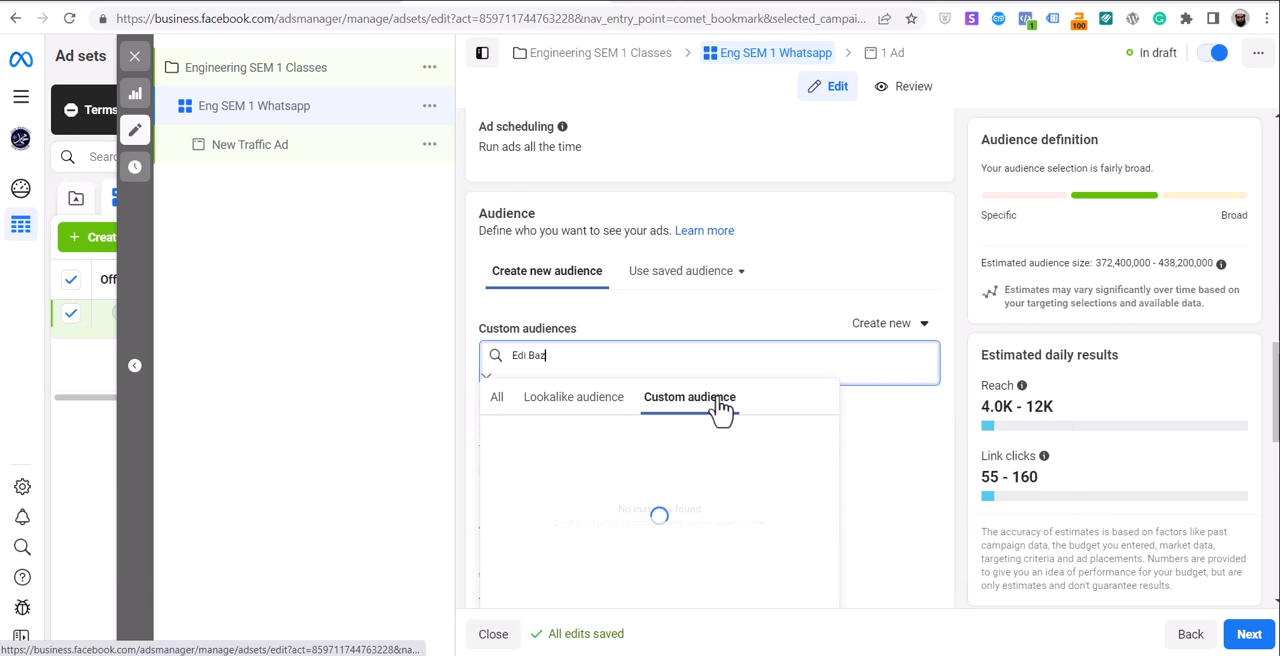 https://business.facebook.com/adsmanager/manage/adsets/edit?act=859711744763228&nav_entry_point=comet_bookmark&selected_campai...
Ad sets
Engineering SEM 1 Classes
Engineering SEM 1 Classes
Eng SEM 1 Whatsapp
1 Ad
In draft
Terms
Eng SEM 1 Whatsapp
Edit
Review
New Traffic Ad
Sear
+ Creat
Off
Ad scheduling
Run ads all the time
Audience
Define who you want to see your ads. Learn more
Create new audience
Use saved audience
Custom audiences
Create new
Edi Baz
All
Lookalike audience
Custom audience
No matches found
Audience definition
Your audience selection is fairly broad.
Specific
Broad
Estimated audience size: 372,400,000 - 438,200,000
Estimates may vary significantly over time based on
your targeting selections and available data.
Estimated daily results
Reach
4.0K - 12K
Link clicks
55 - 160
The accuracy of estimates is based on factors like past
campaign data, the budget you entered, market data,
targeting criteria and ad placements. Numbers are provided
to give you an idea of performance for your budget, but are
only estimates and don't guarantee results.
Close
All edits saved
Back
Next
https://business.facebook.com/adsmanager/manage/adsets/edit?act=859711744763228&na...